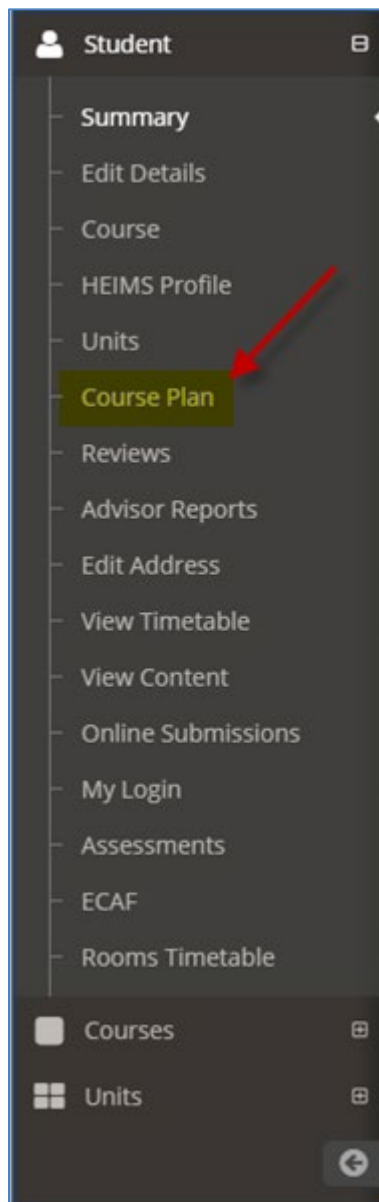 Student
Summary
Edit Details
Course
HEIMS Profile
Units
Course Plan
Reviews
Advisor Reports
Edit Address
View Timetable
View Content
Online Submissions
My Login
Assessments
ECAF
Rooms Timetable
Courses
Units